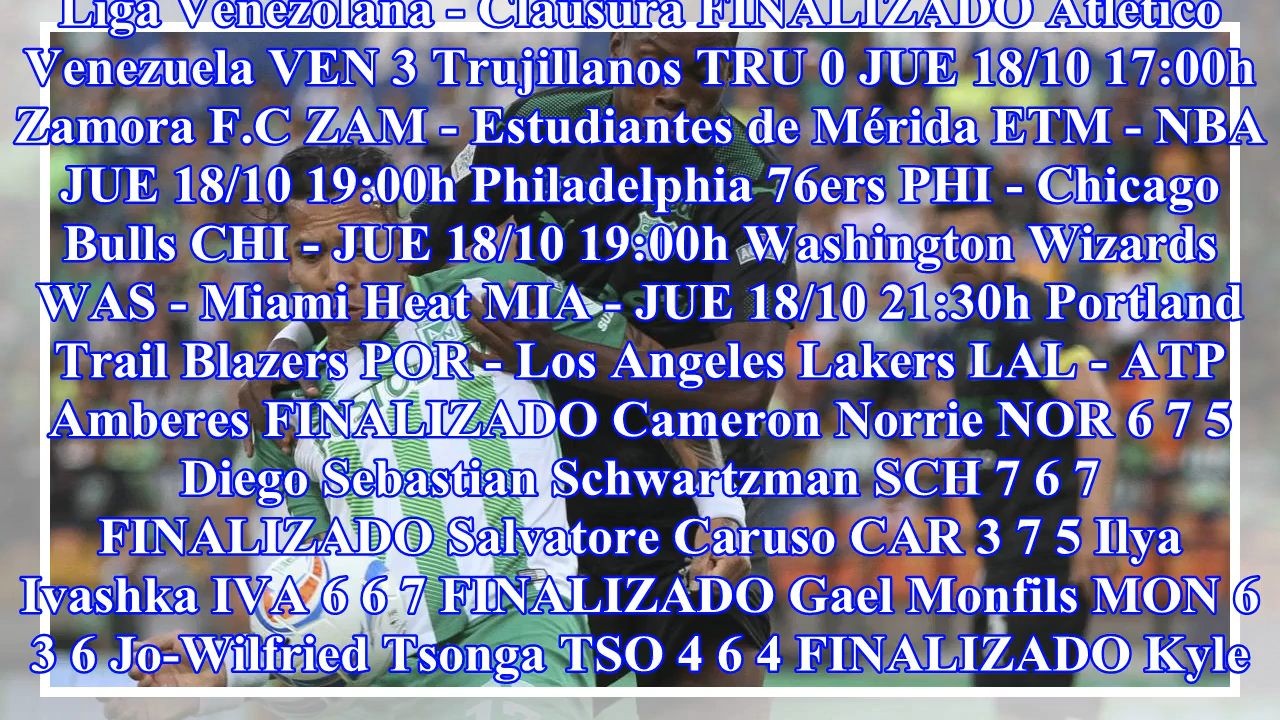 Liga Venezolana - Clausura FINALIZADO Atlético
Venezuela VEN 3 Trujillanos TRU 0 JUE 18/10 17:00h
Zamora F.C ZAM - Estudiantes de Mérida ETM - NBA
JUE 18/10 19:00h Philadelphia 76ers PHI - Chicago
Bulls CHI - JUE 18/10 19:00h Washington Wizards
WAS - Miami Heat MIA - JUE 18/10 21:30h Portland
Trail Blazers POR - Los Angeles Lakers LAL - ATP
Amberes FINALIZADO Cameron Norrie NOR 6 7 5
Diego Sebastian Schwartzman SCH 7 6 7
FINALIZADO Salvatore Caruso CAR 3 7 5 Ilya
Ivashka IVA 6 6 7 FINALIZADO Gael Monfils MON 6
3 6 Jo-Wilfried Tsonga TSO 4 6 4 FINALIZADO Kyle